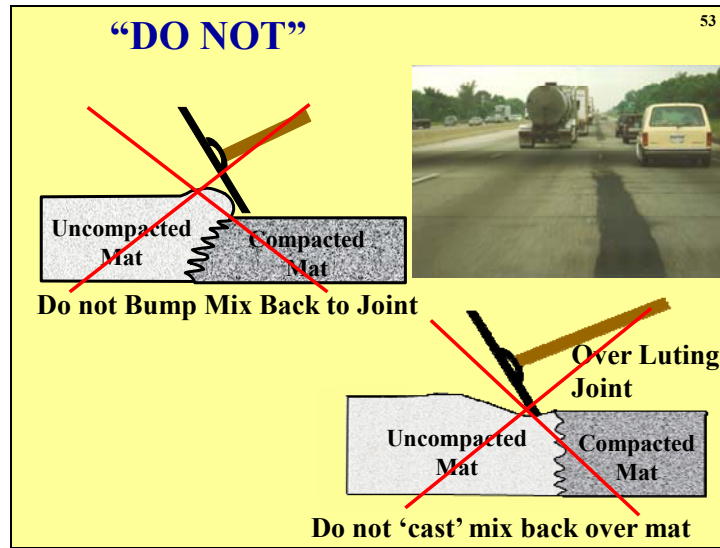 53
“DO NOT”
Uncompacted
Mat
Compacted
Mat
Do not Bump Mix Back to Joint
Over Luting
Joint
Uncompacted
Mat
Compacted
Mat
Do not ‘cast’ mix back over mat